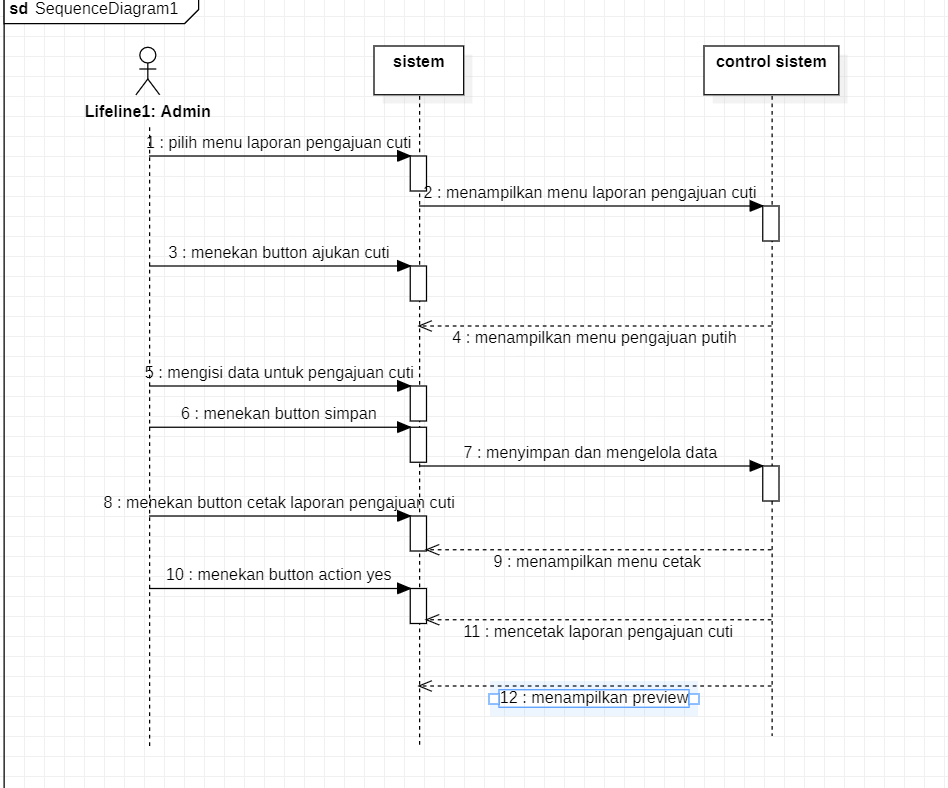 sd SequenceDiagram1
sistem
control sistem
Lifeline1: Admin
1 : pilih menu laporan pengajuan cuti
2 : menampilkan menu laporan pengajuan cuti
3 : menekan button ajukan cuti
4 : menampilkan menu pengajuan putih
5 : mengisi data untuk pengajuan cuti
6 : menekan button simpan
7 : menyimpan dan mengelola data
8 : menekan button cetak laporan pengajuan cuti
9 : menampilkan menu cetak
10 : menekan button action yes
11 : mencetak laporan pengajuan cuti
12 : menampilkan preview